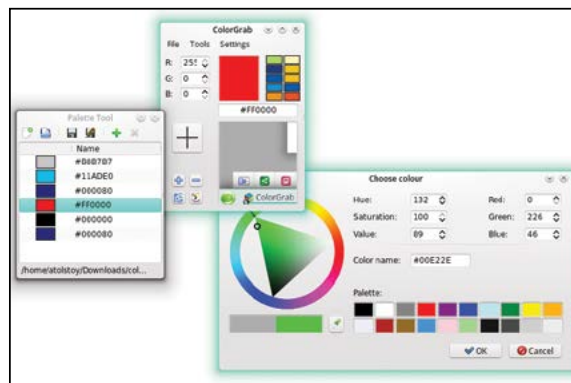 ColorGrab
File Tools Settings
R: 255
G: 0
B: 0
#FF0000
ColorGrab
Palette Tool
Name
#B8B7B7
#11ADE0
#000080
#FF0000
#000000
#000080
/home/atolstoy/Downloads/col...
Choose colour
Hue: 132 Red: 0
Saturation: 100 Green: 226
Value: 89 Blue: 46
Color name: #00E22E
Palette:
OK Cancel